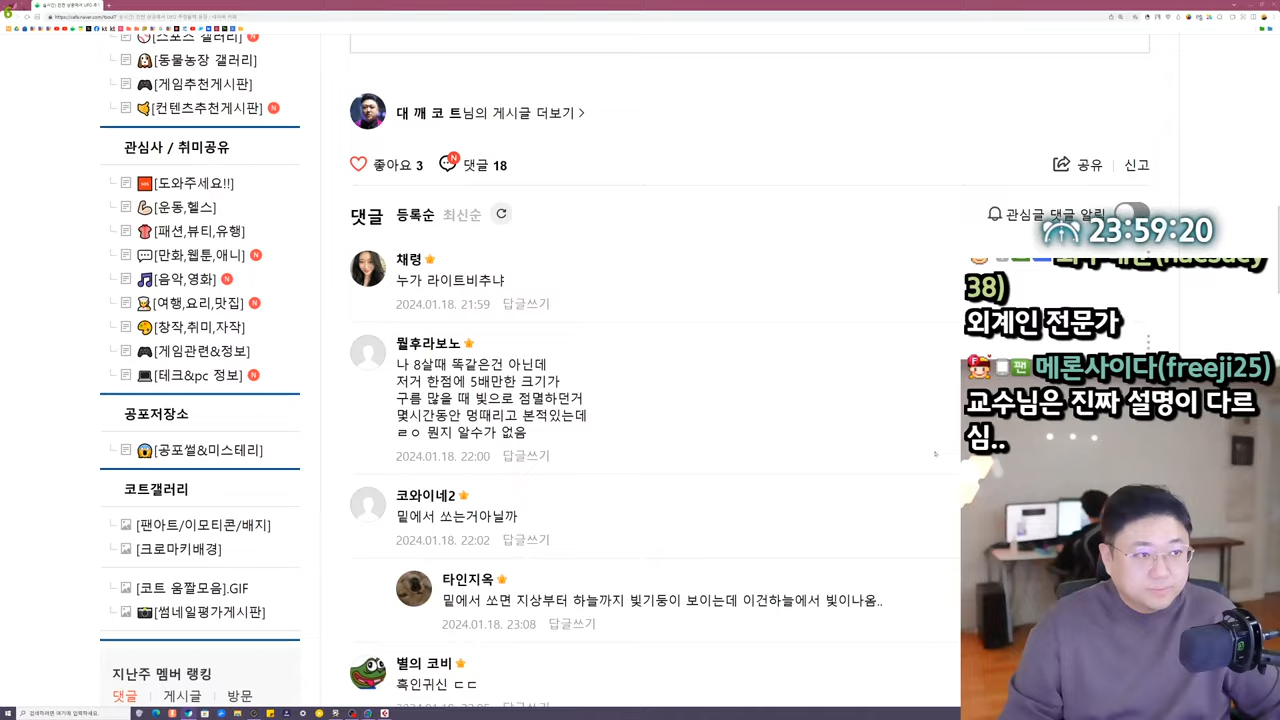 [스포츠 갤러리]
[동물농장 갤러리]
[게임추천게시판]
[컨텐츠추천게시판] N
관심사 / 취미공유
[도와주세요!!]
[운동,헬스]
[패션,뷰티,유행]
[만화,웹툰,애니] N
[음악,영화] N
[여행,요리,맛집] N
[창작,취미,자작]
[게임관련&정보]
[테크&pc 정보] N
공포저장소
[공포썰&미스테리]
코트갤러리
[팬아트/이모티콘/배지]
[크로마키배경]
[코트 움짤모음].GIF
[썸네일평가게시판]
지난주 멤버 랭킹
댓글 게시글 방문
대 깨 코 트님의 게시글 더보기 >
좋아요 3 댓글 18
공유 신고
댓글 등록순 최신순
관심글 댓글 알림
채령
누가 라이트비추냐
2024.01.18. 21:59 답글쓰기
뭘후라보노
나 8살때 똑같은건 아닌데
저거 한점에 5배만한 크기가
구름 많을 때 빛으로 점멸하던거
몇시간동안 멍때리고 본적있는데
ㄹㅇ 뭔지 알수가 없음
2024.01.18. 22:00 답글쓰기
코와이네2
밑에서 쏘는거아닐까
2024.01.18. 22:02 답글쓰기
타인지옥
밑에서 쏘면 지상부터 하늘까지 빛기둥이 보이는데 이건하늘에서 빛이나옴..
2024.01.18. 23:08 답글쓰기
별의 코비
흑인귀신 ㄷㄷ
23:59:20
38)
외계인 전문가
팬 메론사이다(freeji25)
교수님은 진짜 설명이 다르
심..